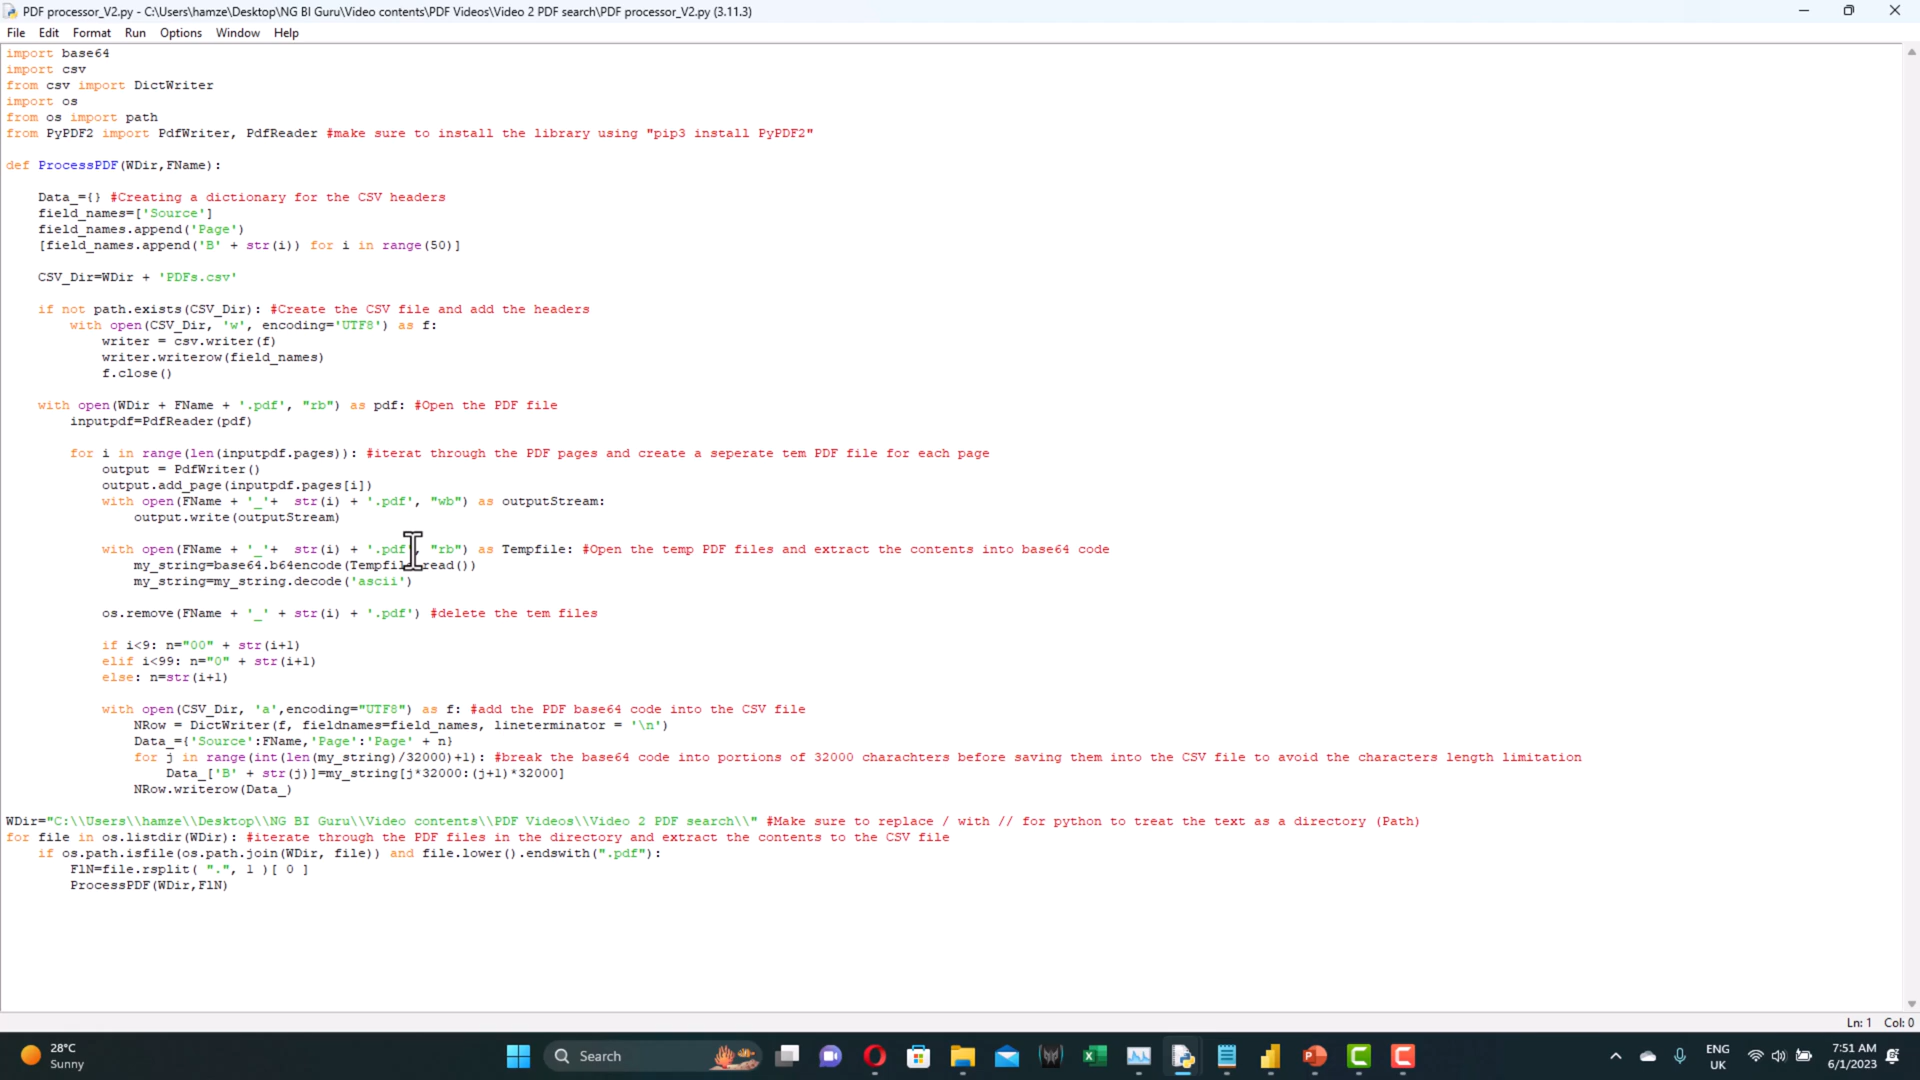 PDF processor_V2.py - C:\Users\hamze\Desktop\NG BI Guru\Video contents\PDF Videos\Video 2 PDF search\PDF processor_V2.py (3.11.3)
File Edit Format Run Options Window Help
import base64
import csv
from csv import DictWriter
import os
from os import path
from PyPDF2 import PdfWriter, PdfReader #make sure to install the library using "pip3 install PyPDF2"
def ProcessPDF(WDir,FName):
Data_={} #Creating a dictionary for the CSV headers
field_names=['Source']
field_names.append('Page')
[field_names.append('B' + str(i)) for i in range(50)]
CSV_Dir=WDir + 'PDFs.csv'
if not path.exists(CSV_Dir): #Create the CSV file and add the headers
with open(CSV_Dir, 'w', encoding='UTF8') as f:
writer = csv.writer(f)
writer.writerow(field_names)
f.close()
with open(WDir + FName + '.pdf', "rb") as pdf: #Open the PDF file
inputpdf=PdfReader(pdf)
for i in range(len(inputpdf.pages)): #iterat through the PDF pages and create a seperate tem PDF file for each page
output = PdfWriter()
output.add_page(inputpdf.pages[i])
with open(FName + '_'+  str(i) + '.pdf', "wb") as outputStream:
output.write(outputStream)
with open(FName + '_'+  str(i) + '.pdf', "rb") as Tempfile: #Open the temp PDF files and extract the contents into base64 code
my_string=base64.b64encode(Tempfile.read())
my_string=my_string.decode('ascii')
os.remove(FName + '_' + str(i) + '.pdf') #delete the tem files
if i<9: n="00" + str(i+1)
elif i<99: n="0" + str(i+1)
else: n=str(i+1)
with open(CSV_Dir, 'a',encoding="UTF8") as f: #add the PDF base64 code into the CSV file
NRow = DictWriter(f, fieldnames=field_names, lineterminator = '\n')
Data_={'Source':FName,'Page':'Page' + n}
for j in range(int(len(my_string)/32000)+1): #break the base64 code into portions of 32000 charachters before saving them into the CSV file to avoid the characters length limitation
Data_['B' + str(j)]=my_string[j*32000:(j+1)*32000]
NRow.writerow(Data_)
WDir="C:\\Users\\hamze\\Desktop\\NG BI Guru\\Video contents\\PDF Videos\\Video 2 PDF search\\" #Make sure to replace / with // for python to treat the text as a directory (Path)
for file in os.listdir(WDir): #iterate through the PDF files in the directory and extract the contents to the CSV file
if os.path.isfile(os.path.join(WDir, file)) and file.lower().endswith(".pdf"):
FlN=file.rsplit( ".", 1 )[ 0 ]
ProcessPDF(WDir,FlN)
Ln: 1 Col: 0
28°C
Sunny
Search
ENG
UK
7:51 AM
6/1/2023